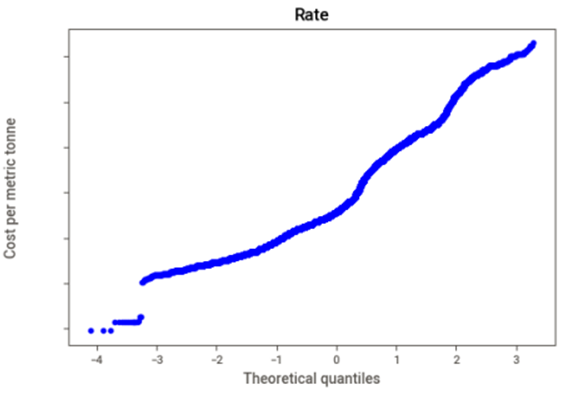 Rate
Cost per metric tonne
-4 -3 -2 -1 0 1 2 3
Theoretical quantiles